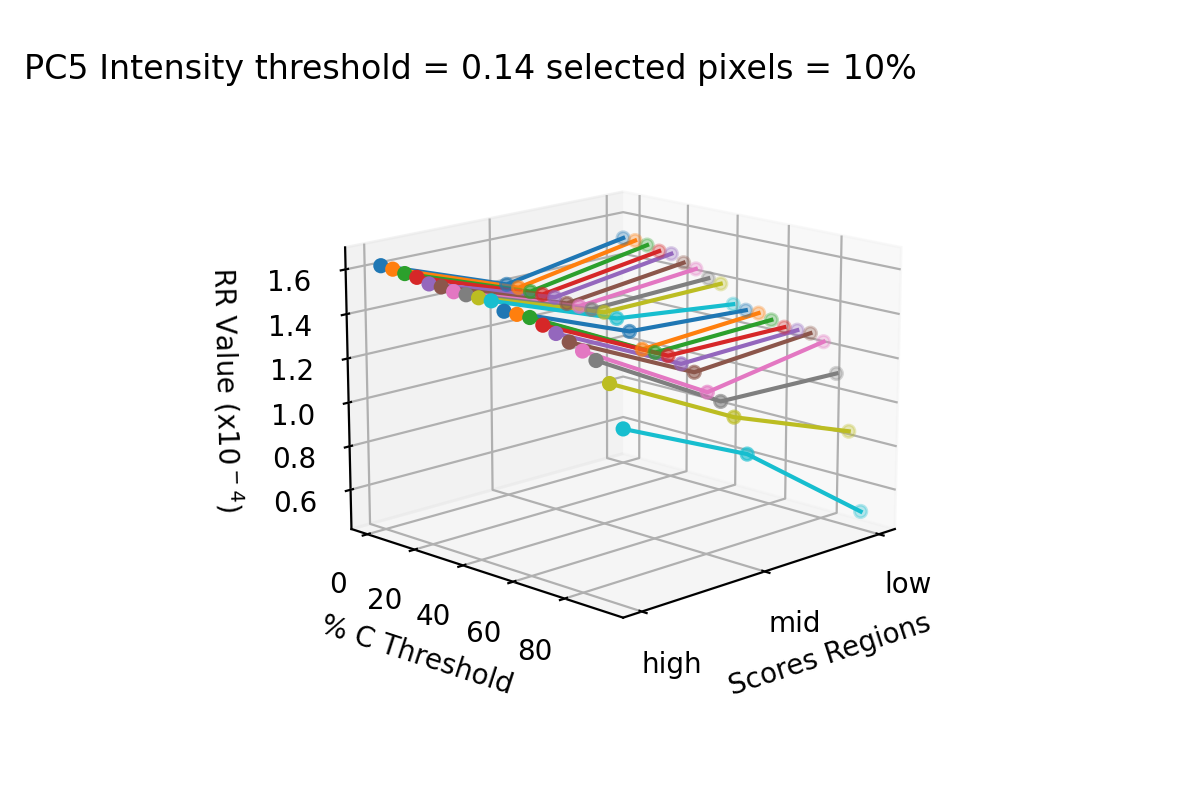 PC5 Intensity threshold = 0.14 selected pixels = 10%
RR Value (x10⁻⁴)
1.6
1.4
1.2
1.0
0.8
0.6
0
20
40
60
80
% C Threshold
high
mid
low
Scores Regions